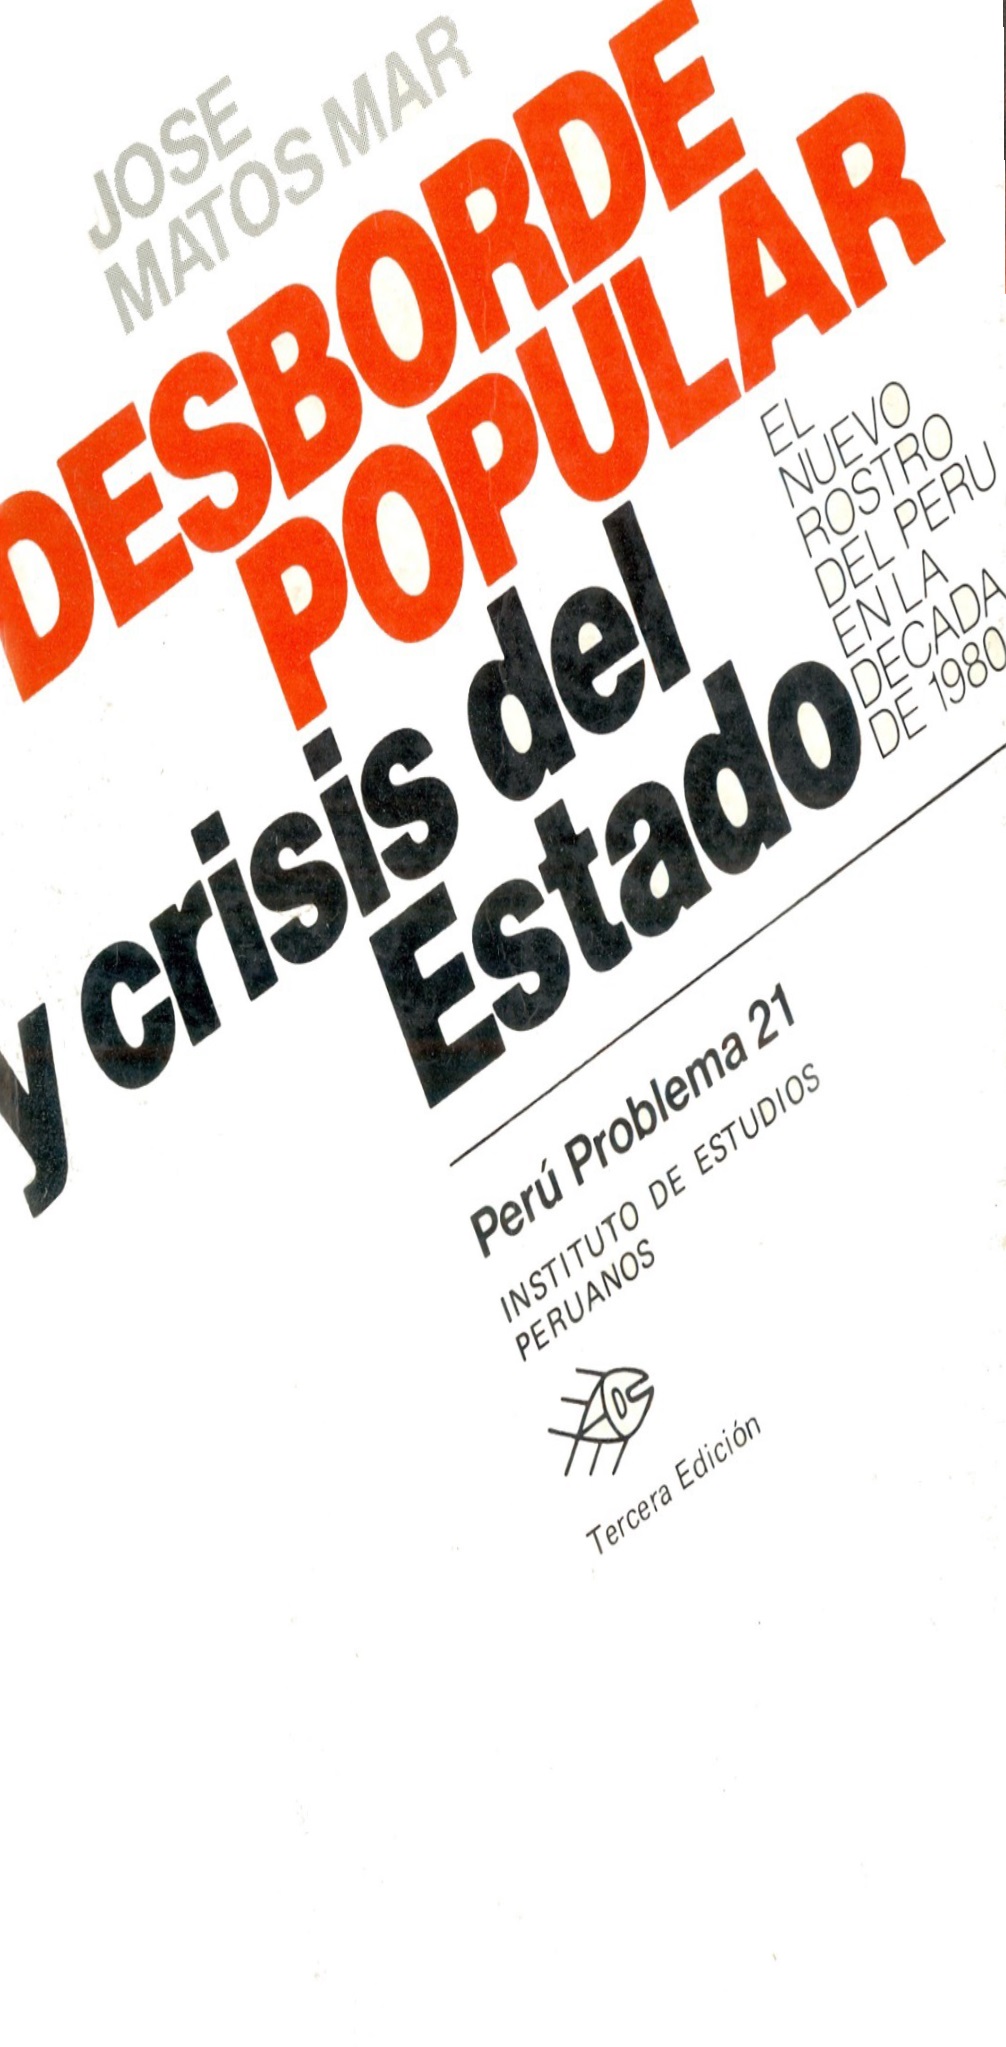 JOSE
MATOS MAR
DESBORDE
POPULAR
y crisis del
Estado
EL
NUEVO
ROSTRO
DEL PERU
EN LA
DECADA
DE 1980
Perú Problema 21
INSTITUTO DE ESTUDIOS
PERUANOS
Tercera Edición